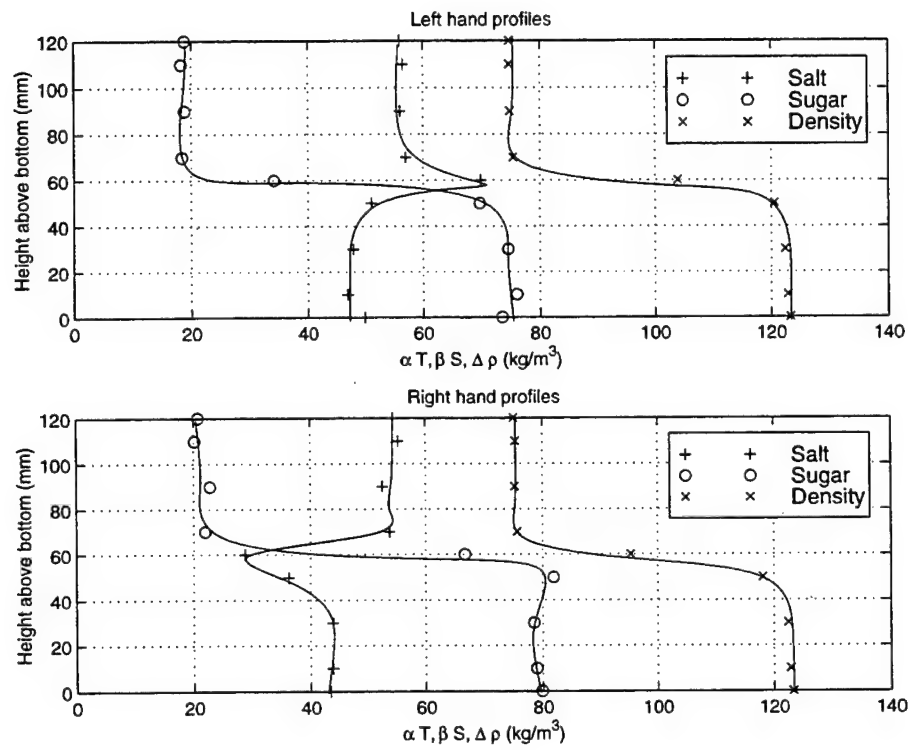 Left hand profiles
120
100
80
60
40
20
0
Height above bottom (mm)
+ + Salt
o o Sugar
× × Density
0 20 40 60 80 100 120 140
α T, β S, Δ ρ (kg/m³)
Right hand profiles
120
100
80
60
40
20
0
Height above bottom (mm)
+ + Salt
o o Sugar
× × Density
0 20 40 60 80 100 120 140
α T, β S, Δ ρ (kg/m³)